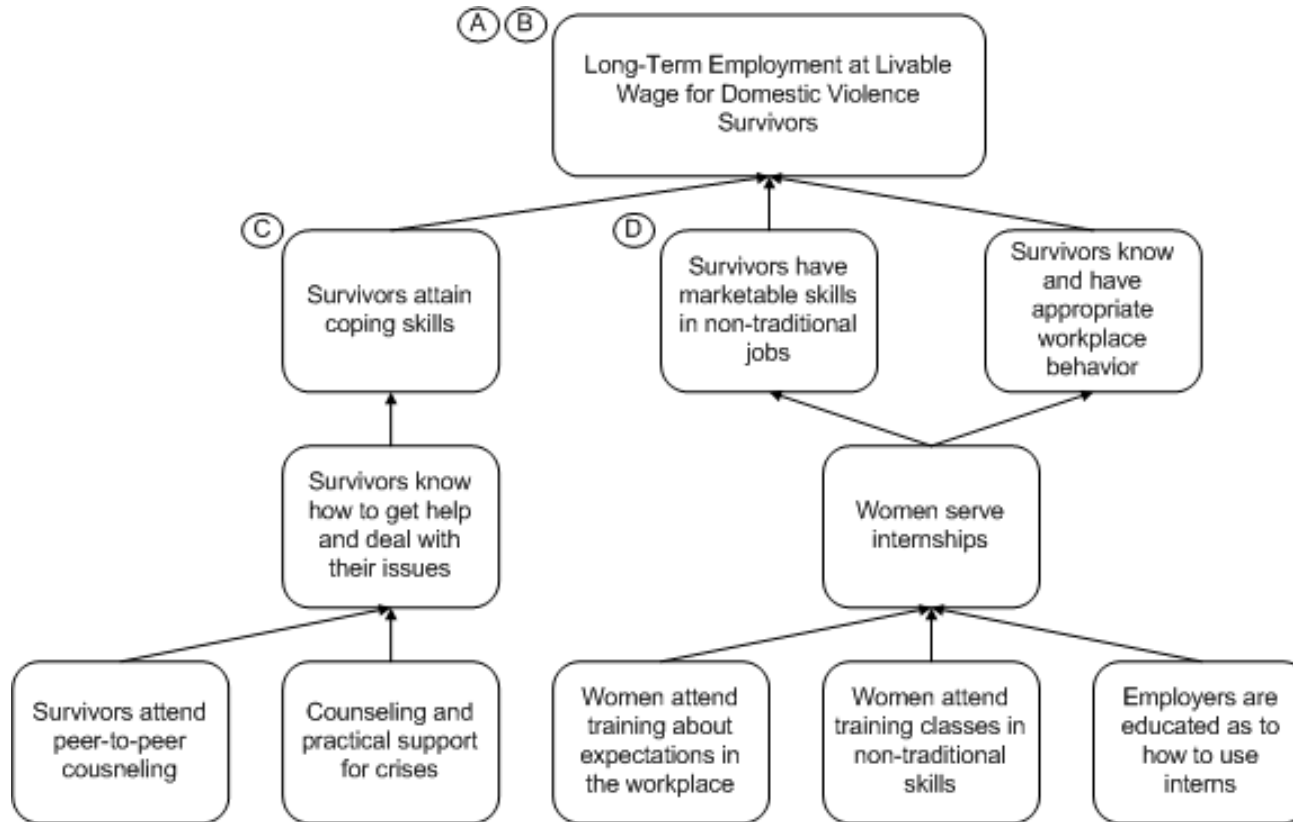 A B
Long-Term Employment at Livable
Wage for Domestic Violence
Survivors
C
Survivors attain
coping skills
D
Survivors have
marketable skills
in non-traditional
jobs
Survivors know
and have
appropriate
workplace
behavior
Survivors know
how to get help
and deal with
their issues
Women serve
internships
Survivors attend
peer-to-peer
cousneling
Counseling and
practical support
for crises
Women attend
training about
expectations in
the workplace
Women attend
training classes in
non-traditional
skills
Employers are
educated as to
how to use
interns